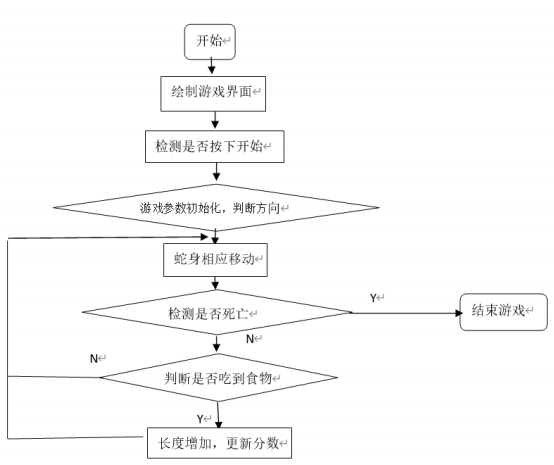 开始
绘制游戏界面
检测是否按下开始
游戏参数初始化，判断方向
蛇身相应移动
检测是否死亡
Y
结束游戏
N
N
判断是否吃到食物
Y
长度增加，更新分数